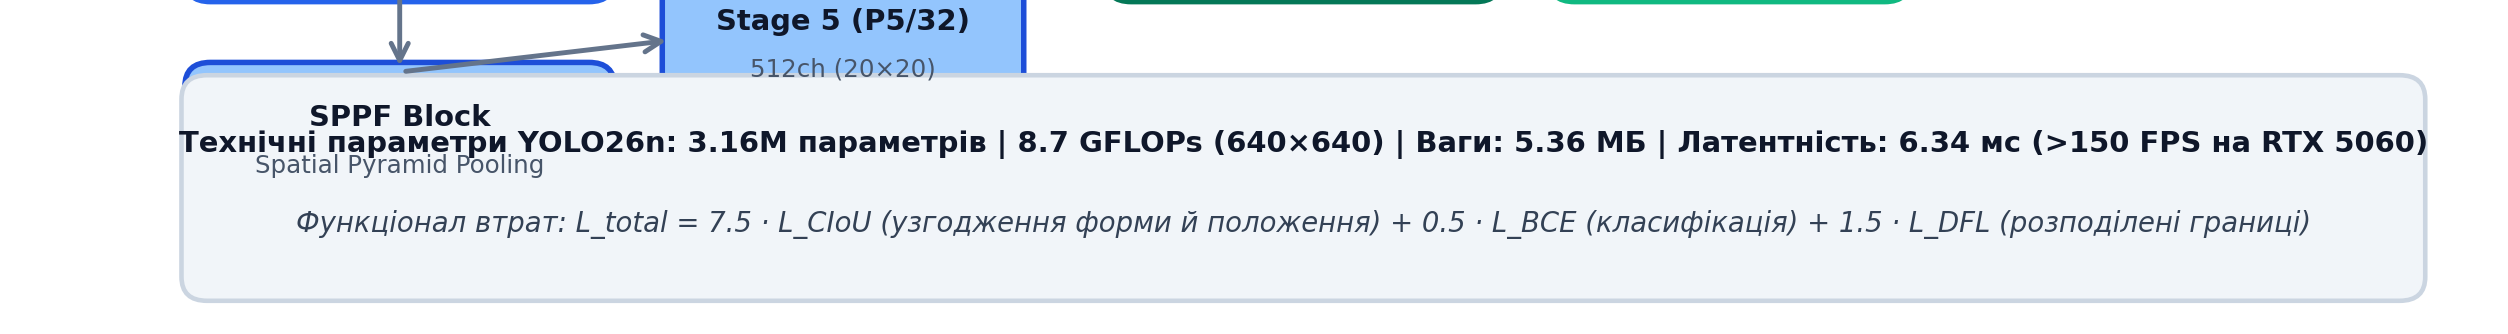 Stage 5 (P5/32)
512ch (20×20)
SPPF Block
Технічні параметри YOLO26n: 3.16M параметрів | 8.7 GFLOPs (640×640) | Ваги: 5.36 МБ | Латентність: 6.34 мс (>150 FPS на RTX 5060)
Spatial Pyramid Pooling
Функціонал втрат: L_total = 7.5 · L_CIoU (узгодження форми й положення) + 0.5 · L_BCE (класифікація) + 1.5 · L_DFL (розподілені границі)